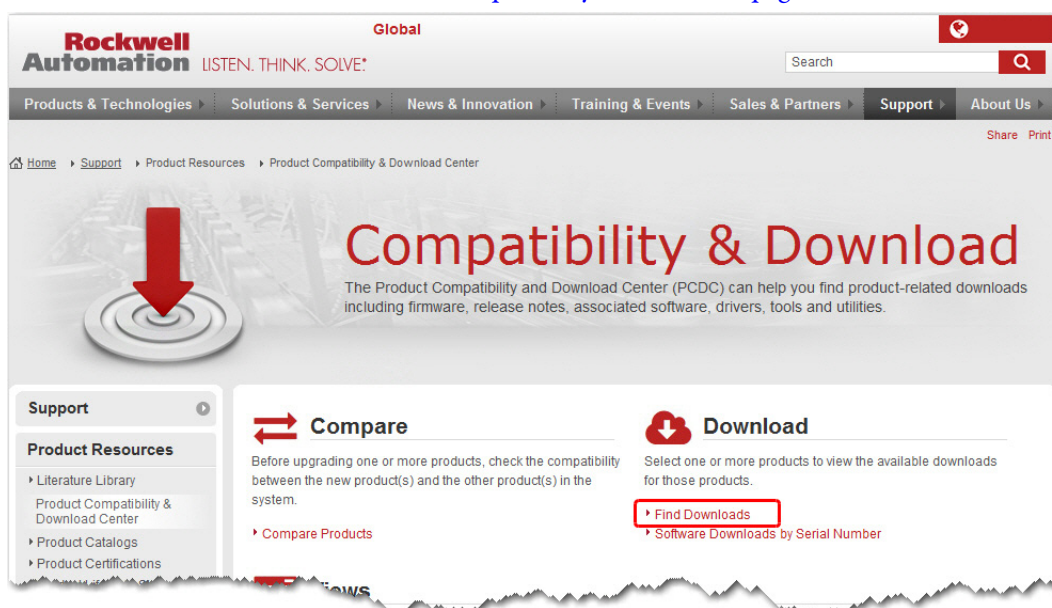 Global
Rockwell
Automation LISTEN. THINK. SOLVE.®
Search
Products & Technologies Solutions & Services News & Innovation Training & Events Sales & Partners Support About Us
Share Print
Home Support Product Resources Product Compatibility & Download Center
Compatibility & Download
The Product Compatibility and Download Center (PCDC) can help you find product-related downloads
including firmware, release notes, associated software, drivers, tools and utilities.
Support
Product Resources
Literature Library
Product Compatibility &
Download Center
Product Catalogs
Product Certifications
Compare
Before upgrading one or more products, check the compatibility
between the new product(s) and the other product(s) in the
system.
Compare Products
Download
Select one or more products to view the available downloads
for those products.
Find Downloads
Software Downloads by Serial Number